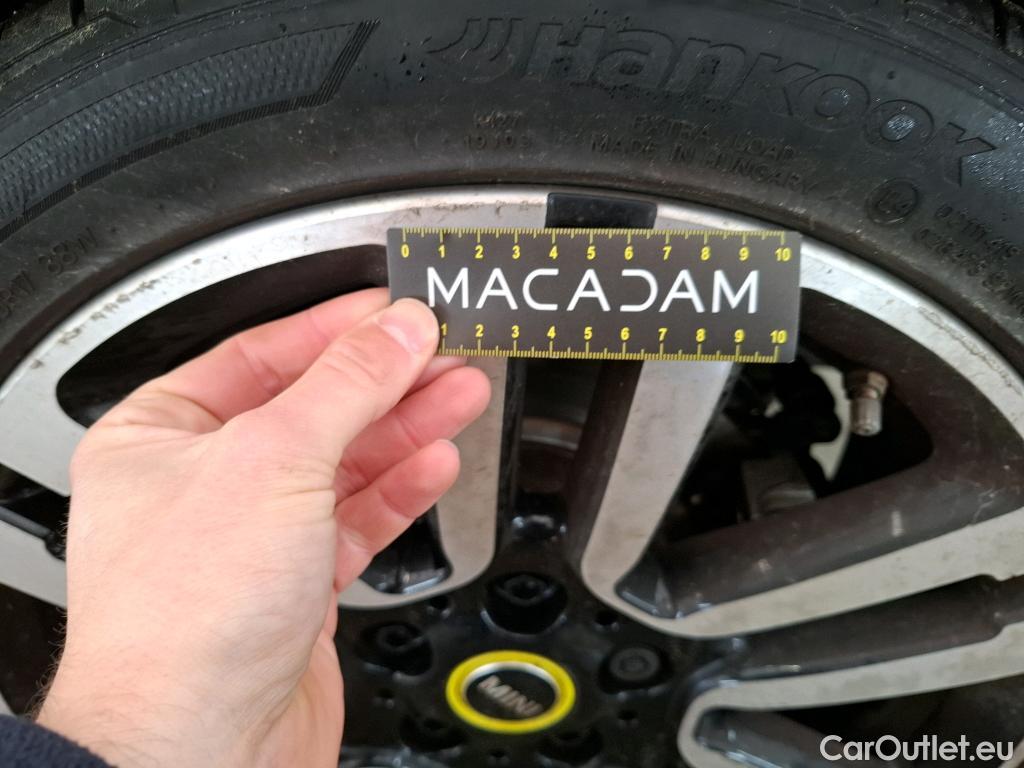 Hankook
EXTRA LOAD
MADE IN HUNGARY
0 1 2 3 4 5 6 7 8 9 10
MACADAM
1 2 3 4 5 6 7 8 9 10
MINI
CarOutlet.eu